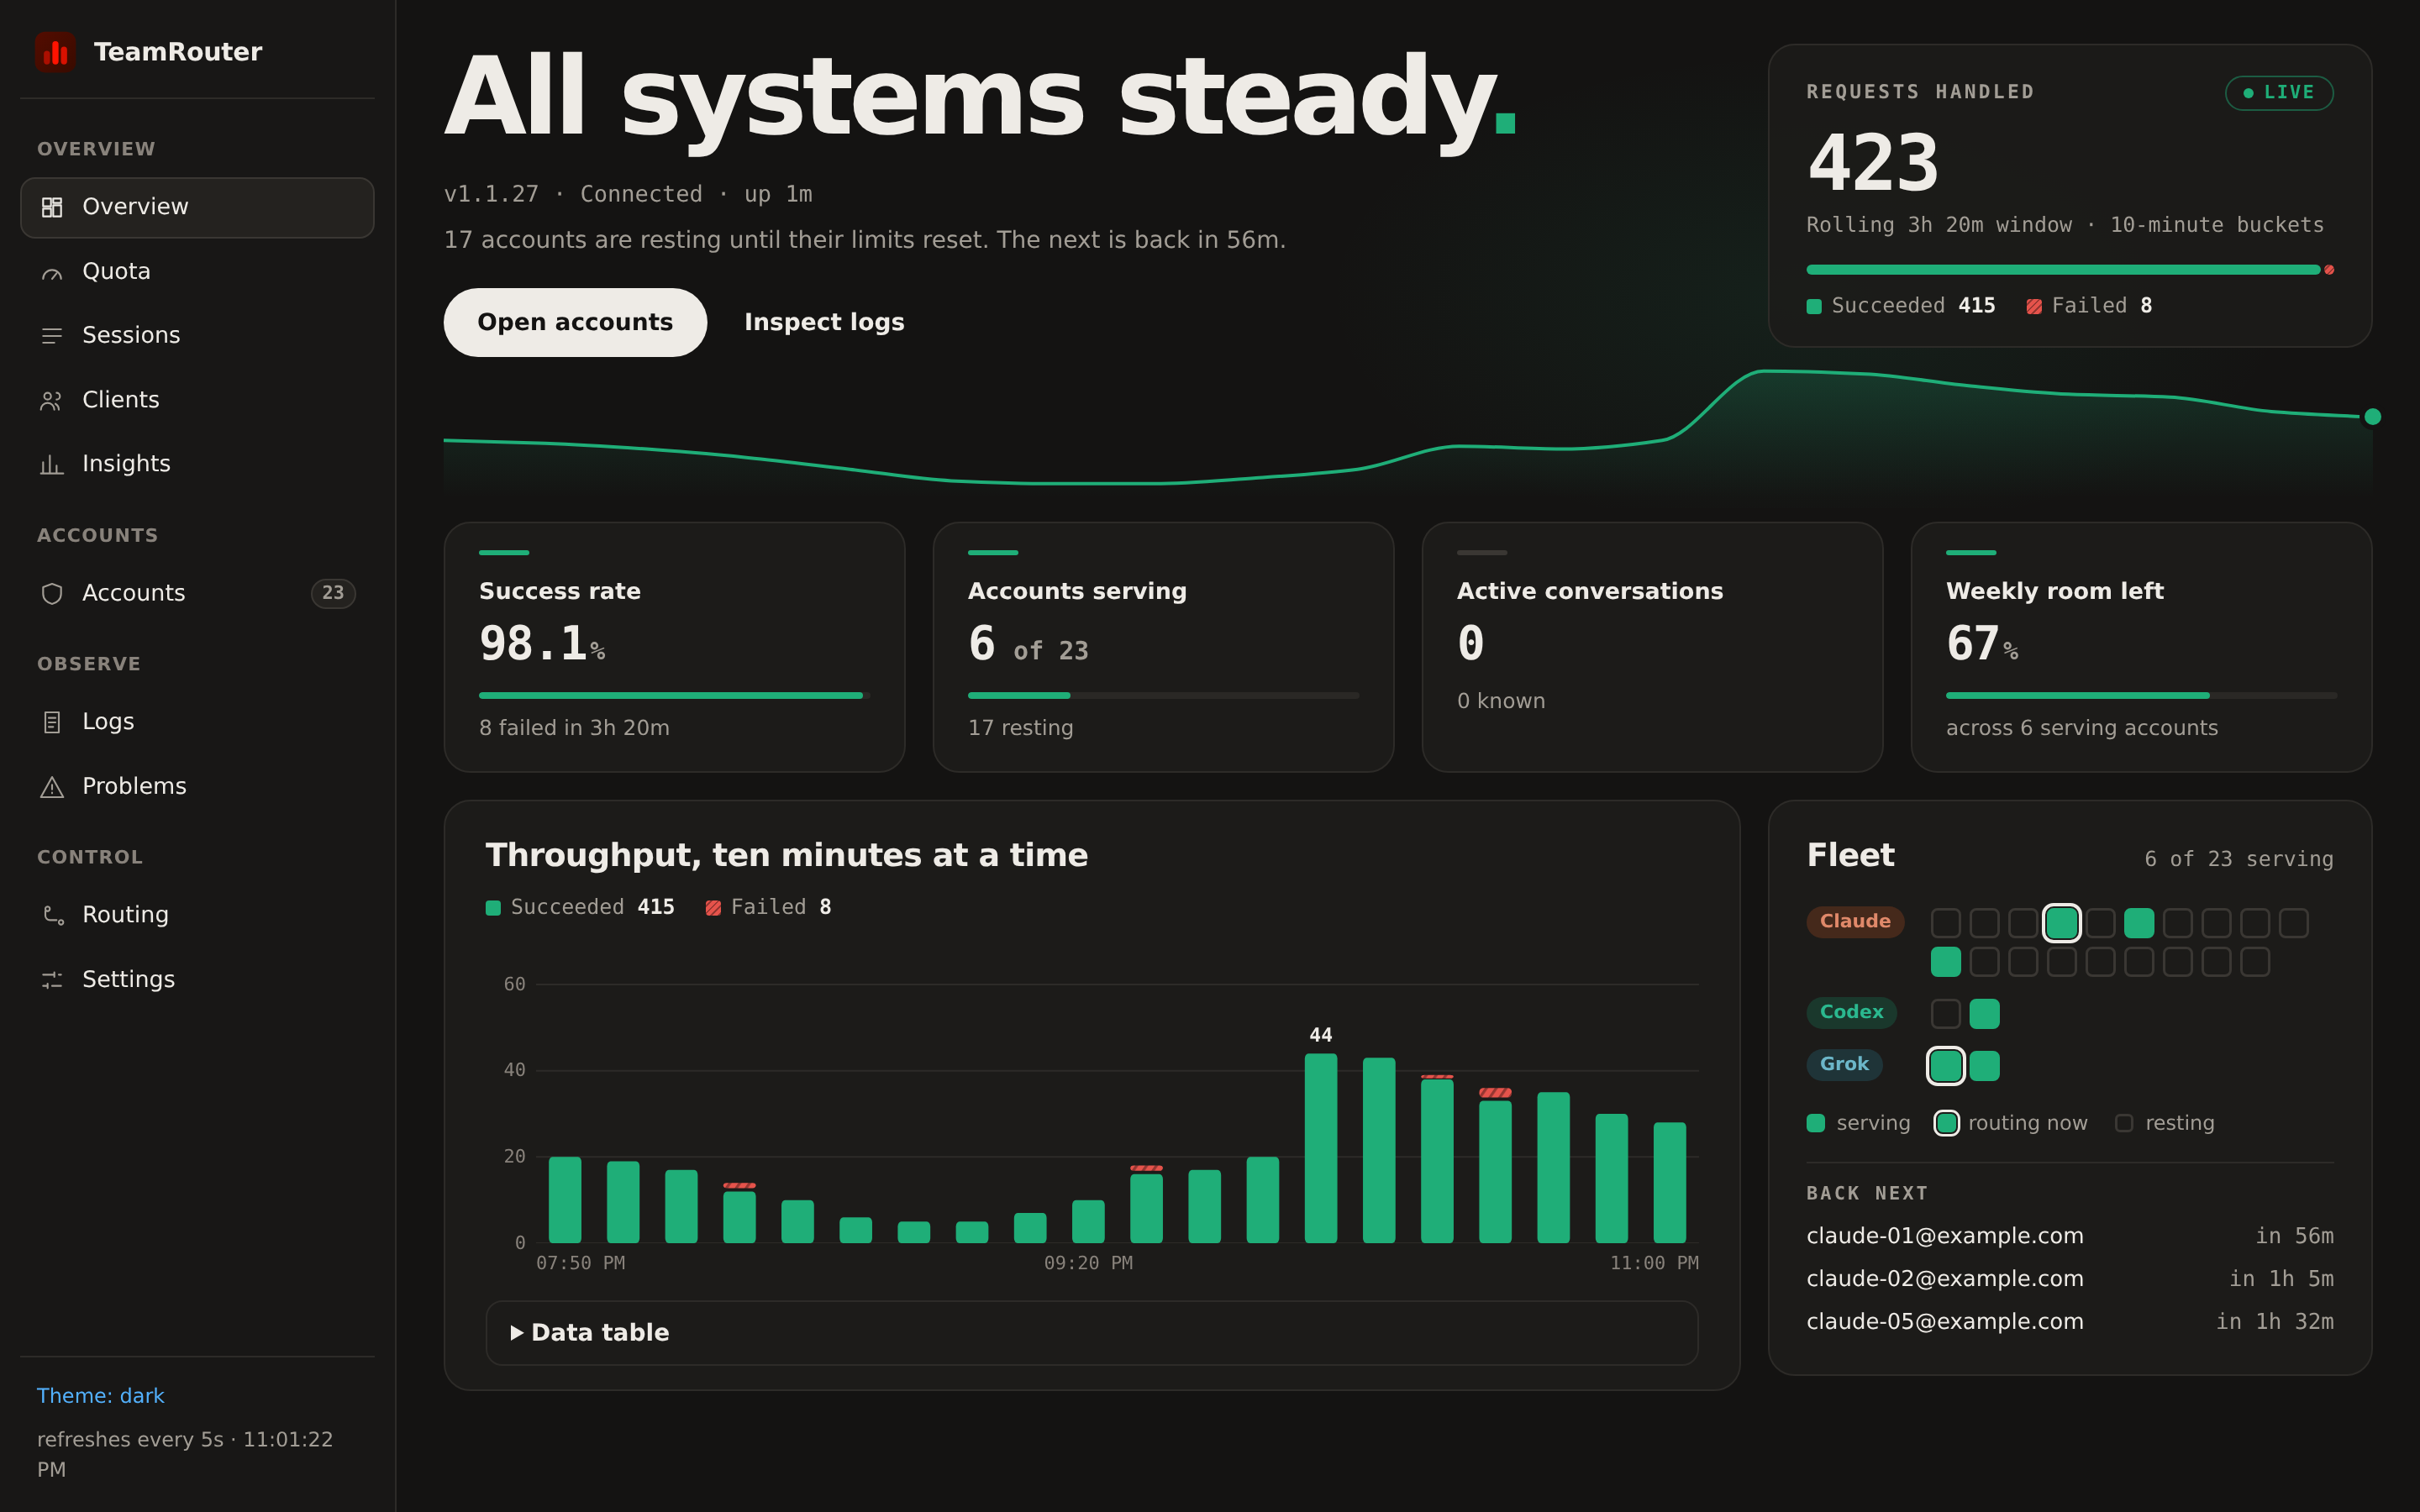 TeamRouter
OVERVIEW
Overview
Quota
Sessions
Clients
Insights
ACCOUNTS
Accounts 23
OBSERVE
Logs
Problems
CONTROL
Routing
Settings
Theme: dark
refreshes every 5s · 11:01:22
PM
All systems steady.
v1.1.27 · Connected · up 1m
17 accounts are resting until their limits reset. The next is back in 56m.
Open accounts Inspect logs
REQUESTS HANDLED LIVE
423
Rolling 3h 20m window · 10-minute buckets
Succeeded 415 Failed 8
Success rate
98.1%
8 failed in 3h 20m
Accounts serving
6 of 23
17 resting
Active conversations
0
0 known
Weekly room left
67%
across 6 serving accounts
Throughput, ten minutes at a time
Succeeded 415 Failed 8
60
44
40
20
0
07:50 PM 09:20 PM 11:00 PM
Data table
Fleet 6 of 23 serving
Claude
Codex
Grok
serving routing now resting
BACK NEXT
claude-01@example.com in 56m
claude-02@example.com in 1h 5m
claude-05@example.com in 1h 32m